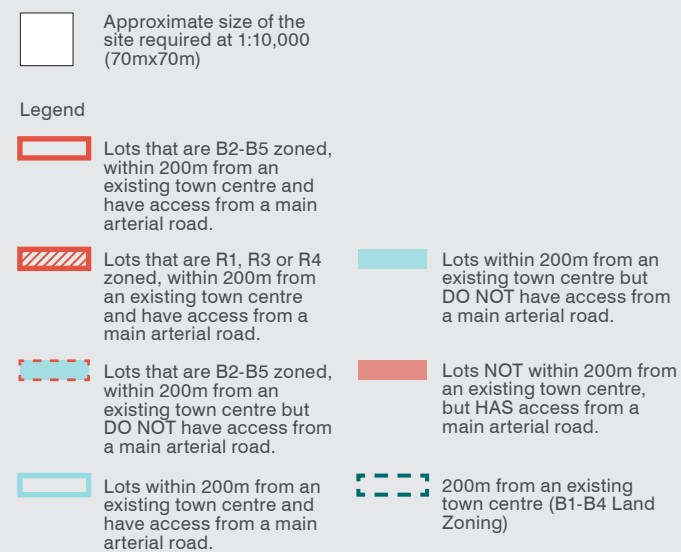 Approximate size of the
site required at 1:10,000
(70mx70m)
Legend
Lots that are B2-B5 zoned,
within 200m from an
existing town centre and
have access from a main
arterial road.
Lots that are R1, R3 or R4
zoned, within 200m from
an existing town centre
and have access from a
main arterial road.
Lots that are B2-B5 zoned,
within 200m from an
existing town centre but
DO NOT have access from
a main arterial road.
Lots within 200m from an
existing town centre and
have access from a main
arterial road.
Lots within 200m from an
existing town centre but
DO NOT have access from
a main arterial road.
Lots NOT within 200m from
an existing town centre,
but HAS access from a
main arterial road.
200m from an existing
town centre (B1-B4 Land
Zoning)